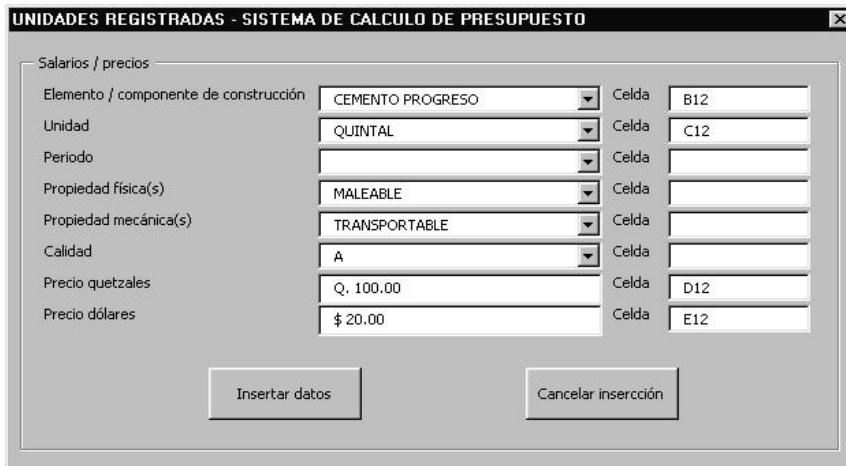 UNIDADES REGISTRADAS - SISTEMA DE CALCULO DE PRESUPUESTO
Salarios / precios
Elemento / componente de construcción CEMENTO PROGRESO Celda B12
Unidad QUINTAL Celda C12
Periodo Celda
Propiedad física(s) MALEABLE Celda
Propiedad mecánica(s) TRANSPORTABLE Celda
Calidad A Celda
Precio quetzales Q. 100.00 Celda D12
Precio dólares $ 20.00 Celda E12
Insertar datos Cancelar insercción